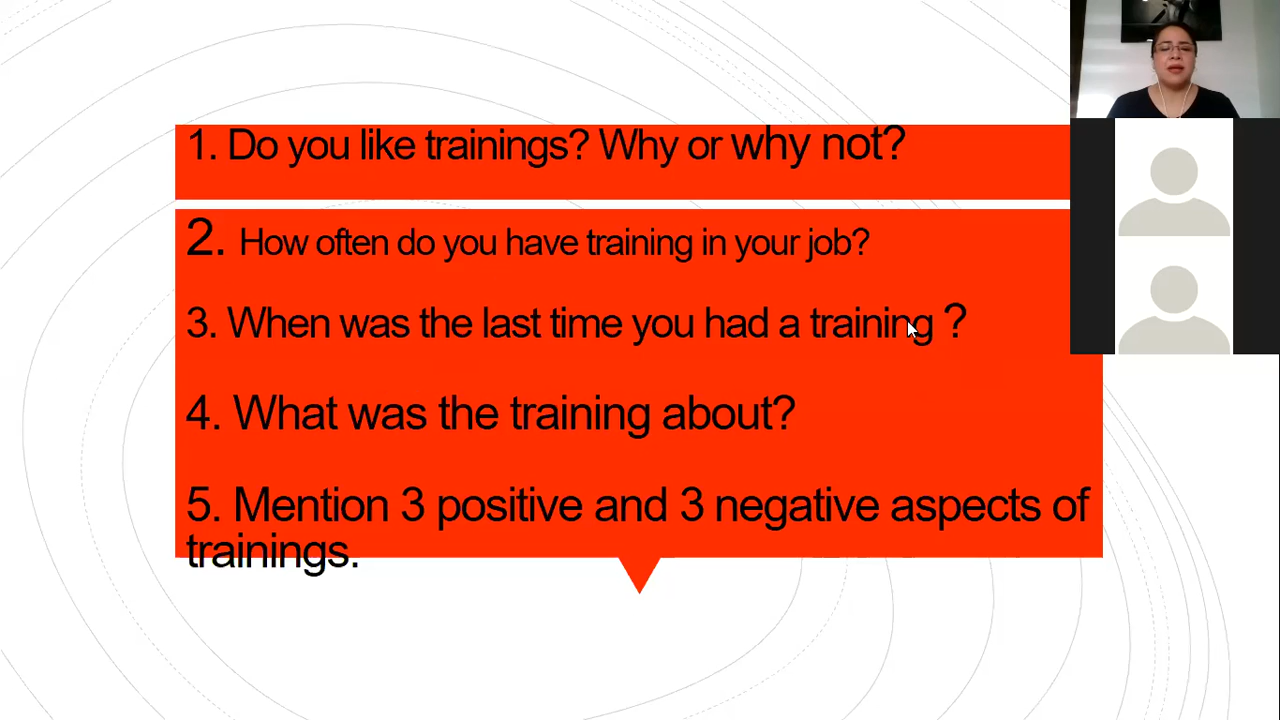 1. Do you like trainings? Why or why not?
2. How often do you have training in your job?
3. When was the last time you had a training ?
4. What was the training about?
5. Mention 3 positive and 3 negative aspects of
trainings.